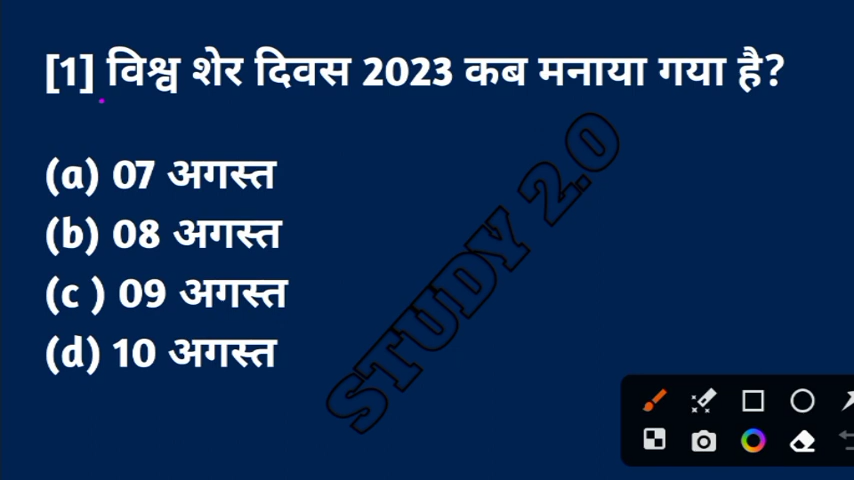 [1] विश्व शेर दिवस 2023 कब मनाया गया है?
(a) 07 अगस्त
(b) 08 अगस्त
(c ) 09 अगस्त
(d) 10 अगस्त
STUDY 2.0